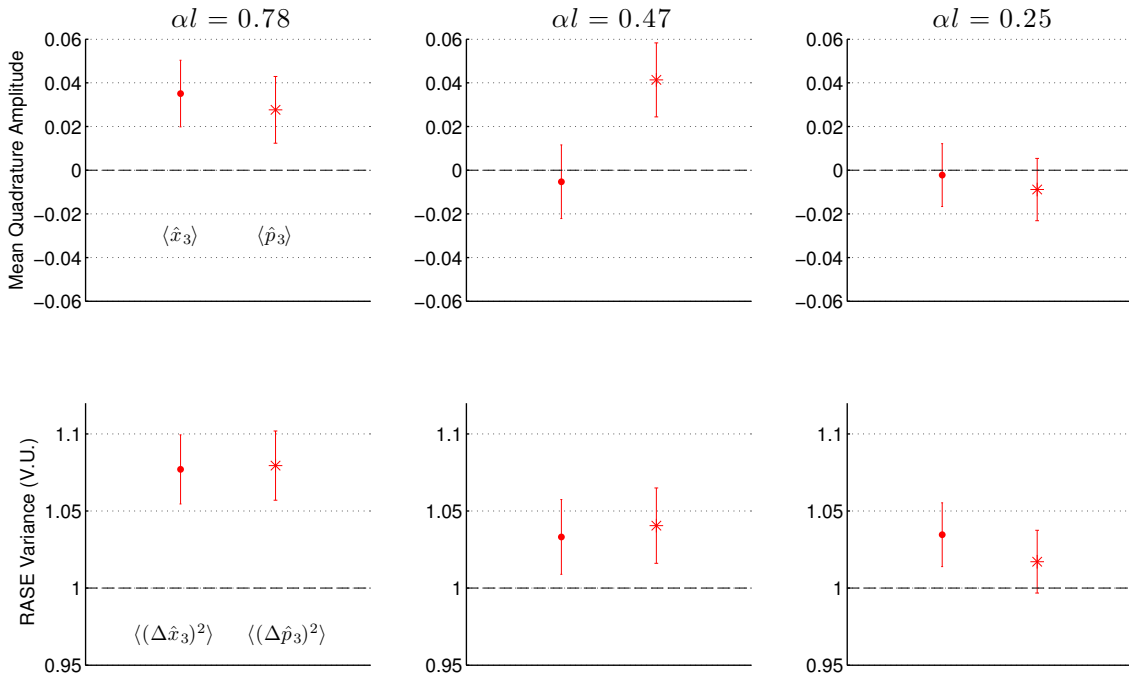 αl = 0.78 αl = 0.47 αl = 0.25
Mean Quadrature Amplitude
0.06 0.06 0.06
0.04 0.04 0.04
0.02 0.02 0.02
0 0 0
−0.02 −0.02 −0.02
⟨x̂₃⟩ ⟨p̂₃⟩
−0.04 −0.04 −0.04
−0.06 −0.06 −0.06
RASE Variance (V.U.)
1.1 1.1 1.1
1.05 1.05 1.05
1 1 1
⟨(Δx̂₃)²⟩ ⟨(Δp̂₃)²⟩
0.95 0.95 0.95